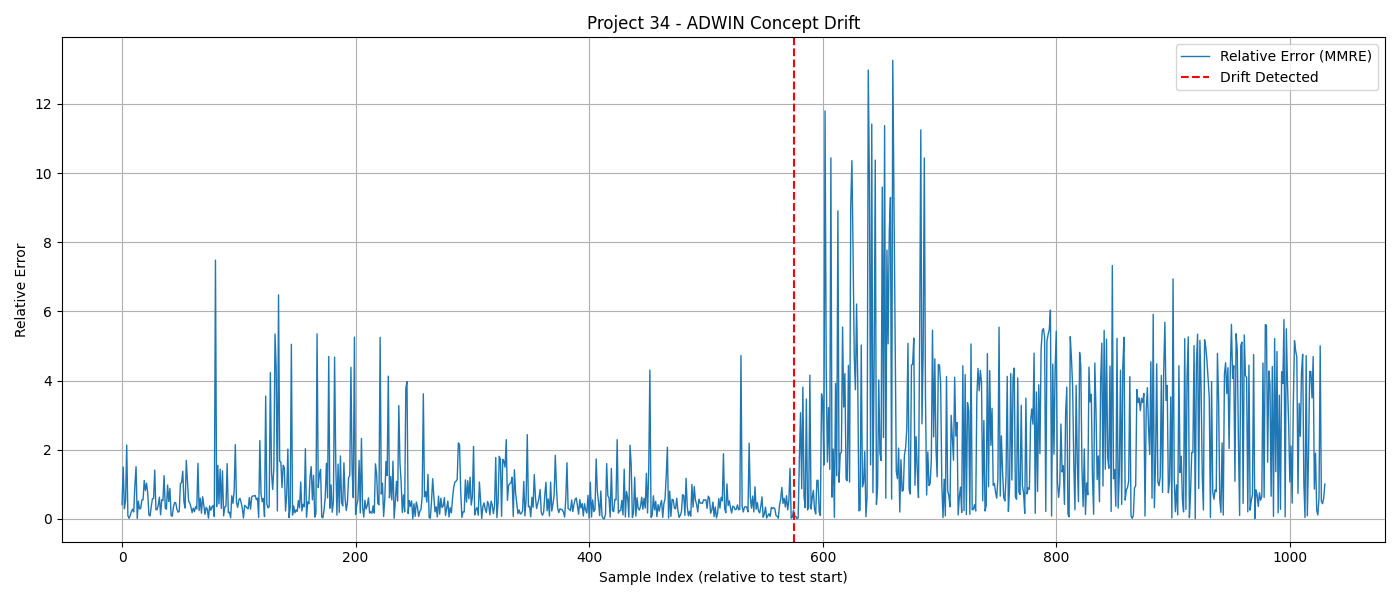 Project 34 - ADWIN Concept Drift
Relative Error (MMRE)
Drift Detected
Relative Error
12
10
8
6
4
2
0
0 200 400 600 800 1000
Sample Index (relative to test start)